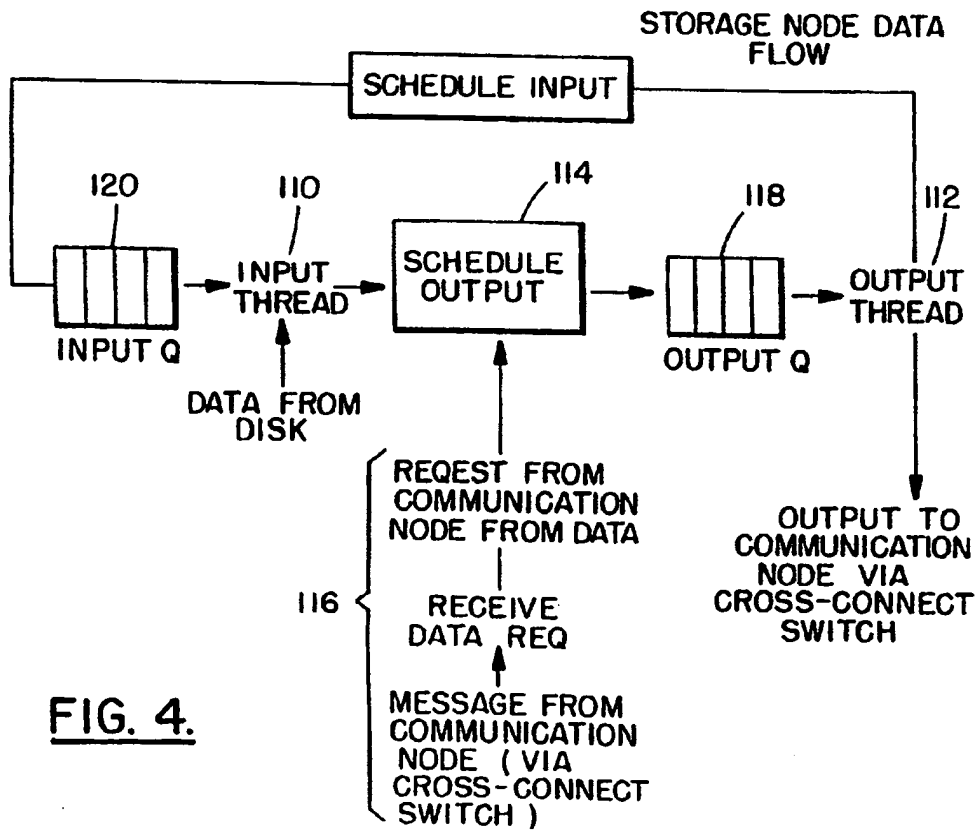 STORAGE NODE DATA
FLOW
SCHEDULE INPUT
120
110
114
118
112
INPUT
THREAD
SCHEDULE
OUTPUT
OUTPUT
THREAD
INPUT Q
OUTPUT Q
DATA FROM
DISK
REQEST FROM
COMMUNICATION
NODE FROM DATA
OUTPUT TO
COMMUNICATION
NODE VIA
CROSS-CONNECT
SWITCH
116
RECEIVE
DATA REQ
MESSAGE FROM
COMMUNICATION
NODE ( VIA
CROSS-CONNECT
SWITCH )
FIG. 4.